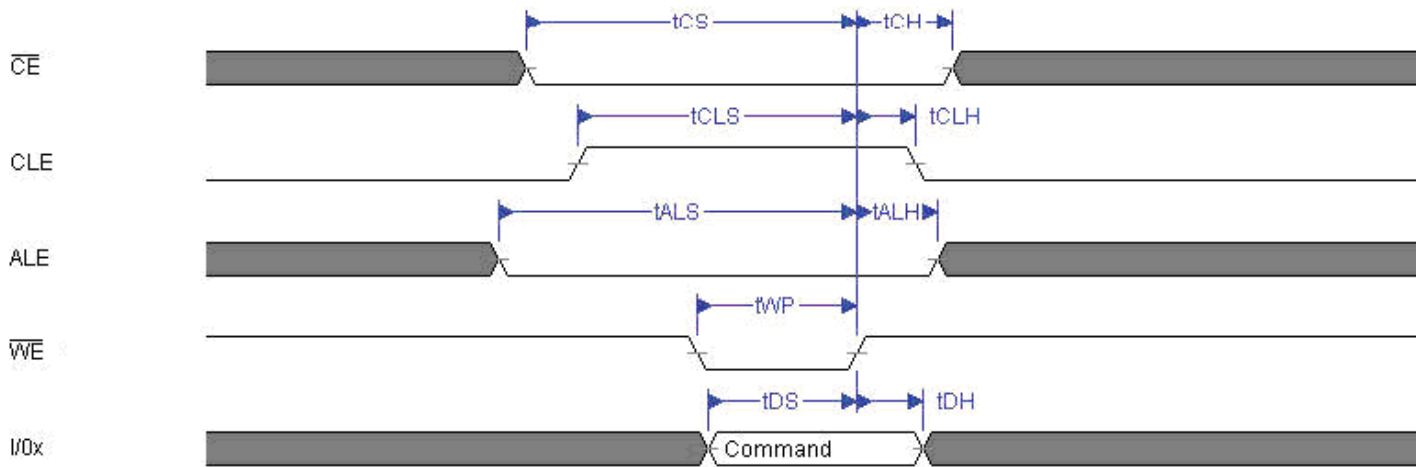 tCS tCH
CE
tCLS tCLH
CLE
tALS tALH
ALE
tWP
WE
tDS tDH
I/0x Command